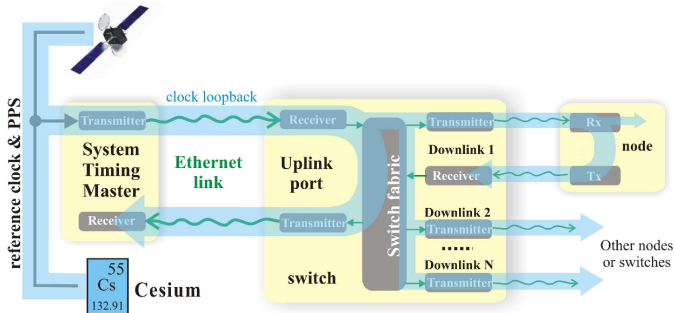 reference clock & PPS
clock loopback
Transmitter
Receiver
Transmitter
Rx
System
Timing
Master
Ethernet
link
Uplink
port
Switch fabric
Downlink 1
node
Receiver
Tx
Receiver
Transmitter
Downlink 2
Transmitter
.....
Other nodes
or switches
switch
Downlink N
Transmitter
55
Cs
132.91
Cesium